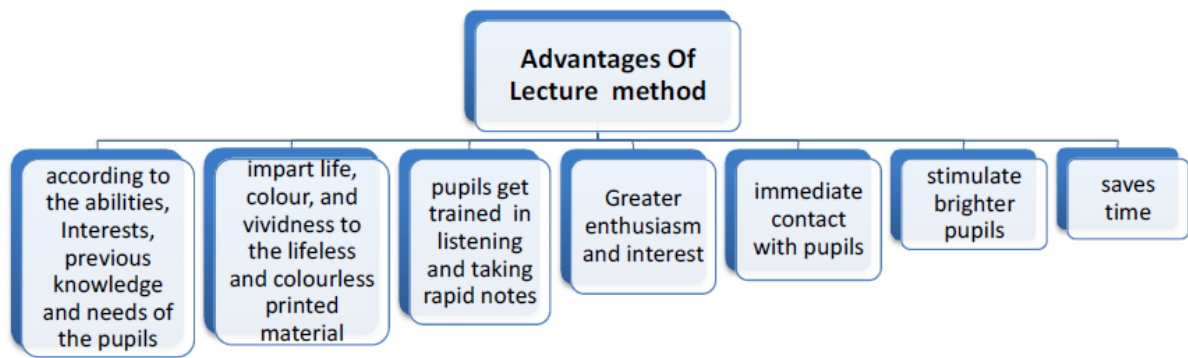 Advantages Of
Lecture method
according to
the abilities,
Interests,
previous
knowledge
and needs of
the pupils
impart life,
colour, and
vividness to
the lifeless
and colourless
printed
material
pupils get
trained in
listening
and taking
rapid notes
Greater
enthusiasm
and interest
immediate
contact
with pupils
stimulate
brighter
pupils
saves
time